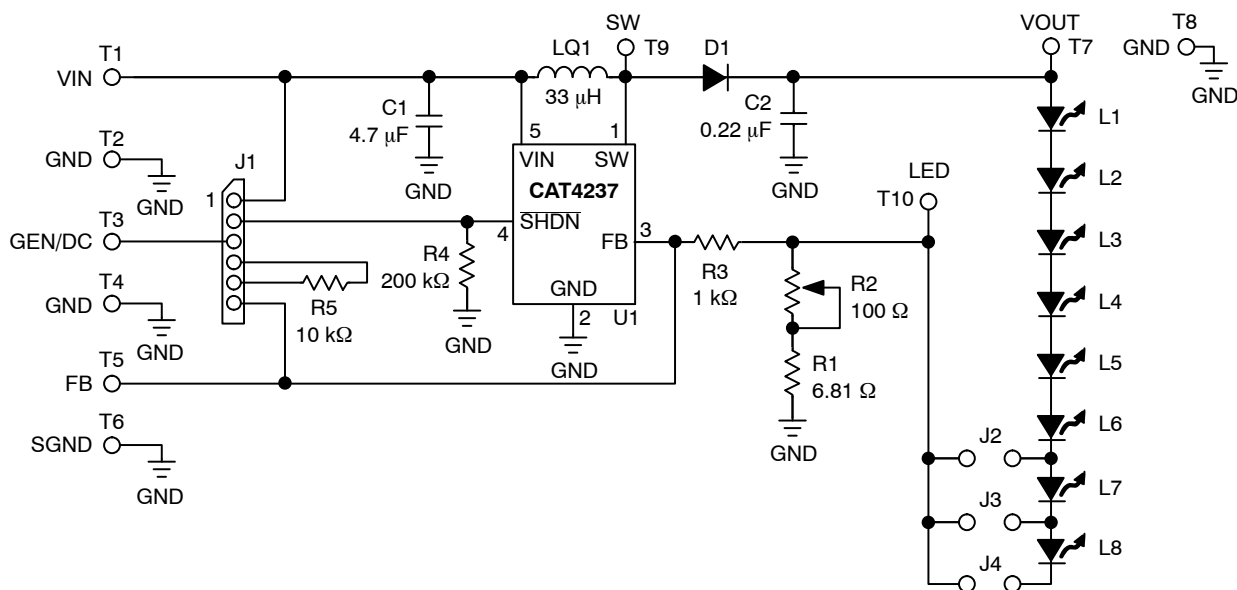 SW
VOUT
T8
T1
LQ1
T9
D1
T7
GND
VIN
GND
33 μH
C1
4.7 μF
C2
0.22 μF
L1
T2
GND
J1
5
1
VIN
SW
GND
GND
GND
1
CAT4237
LED
T10
L2
T3
GEN/DC
SHDN
4
FB
3
L3
R4
200 kΩ
R3
1 kΩ
R2
100 Ω
T4
GND
R5
10 kΩ
GND
2
U1
L4
GND
GND
GND
T5
FB
R1
6.81 Ω
L5
GND
T6
SGND
GND
L6
J2
L7
J3
L8
J4